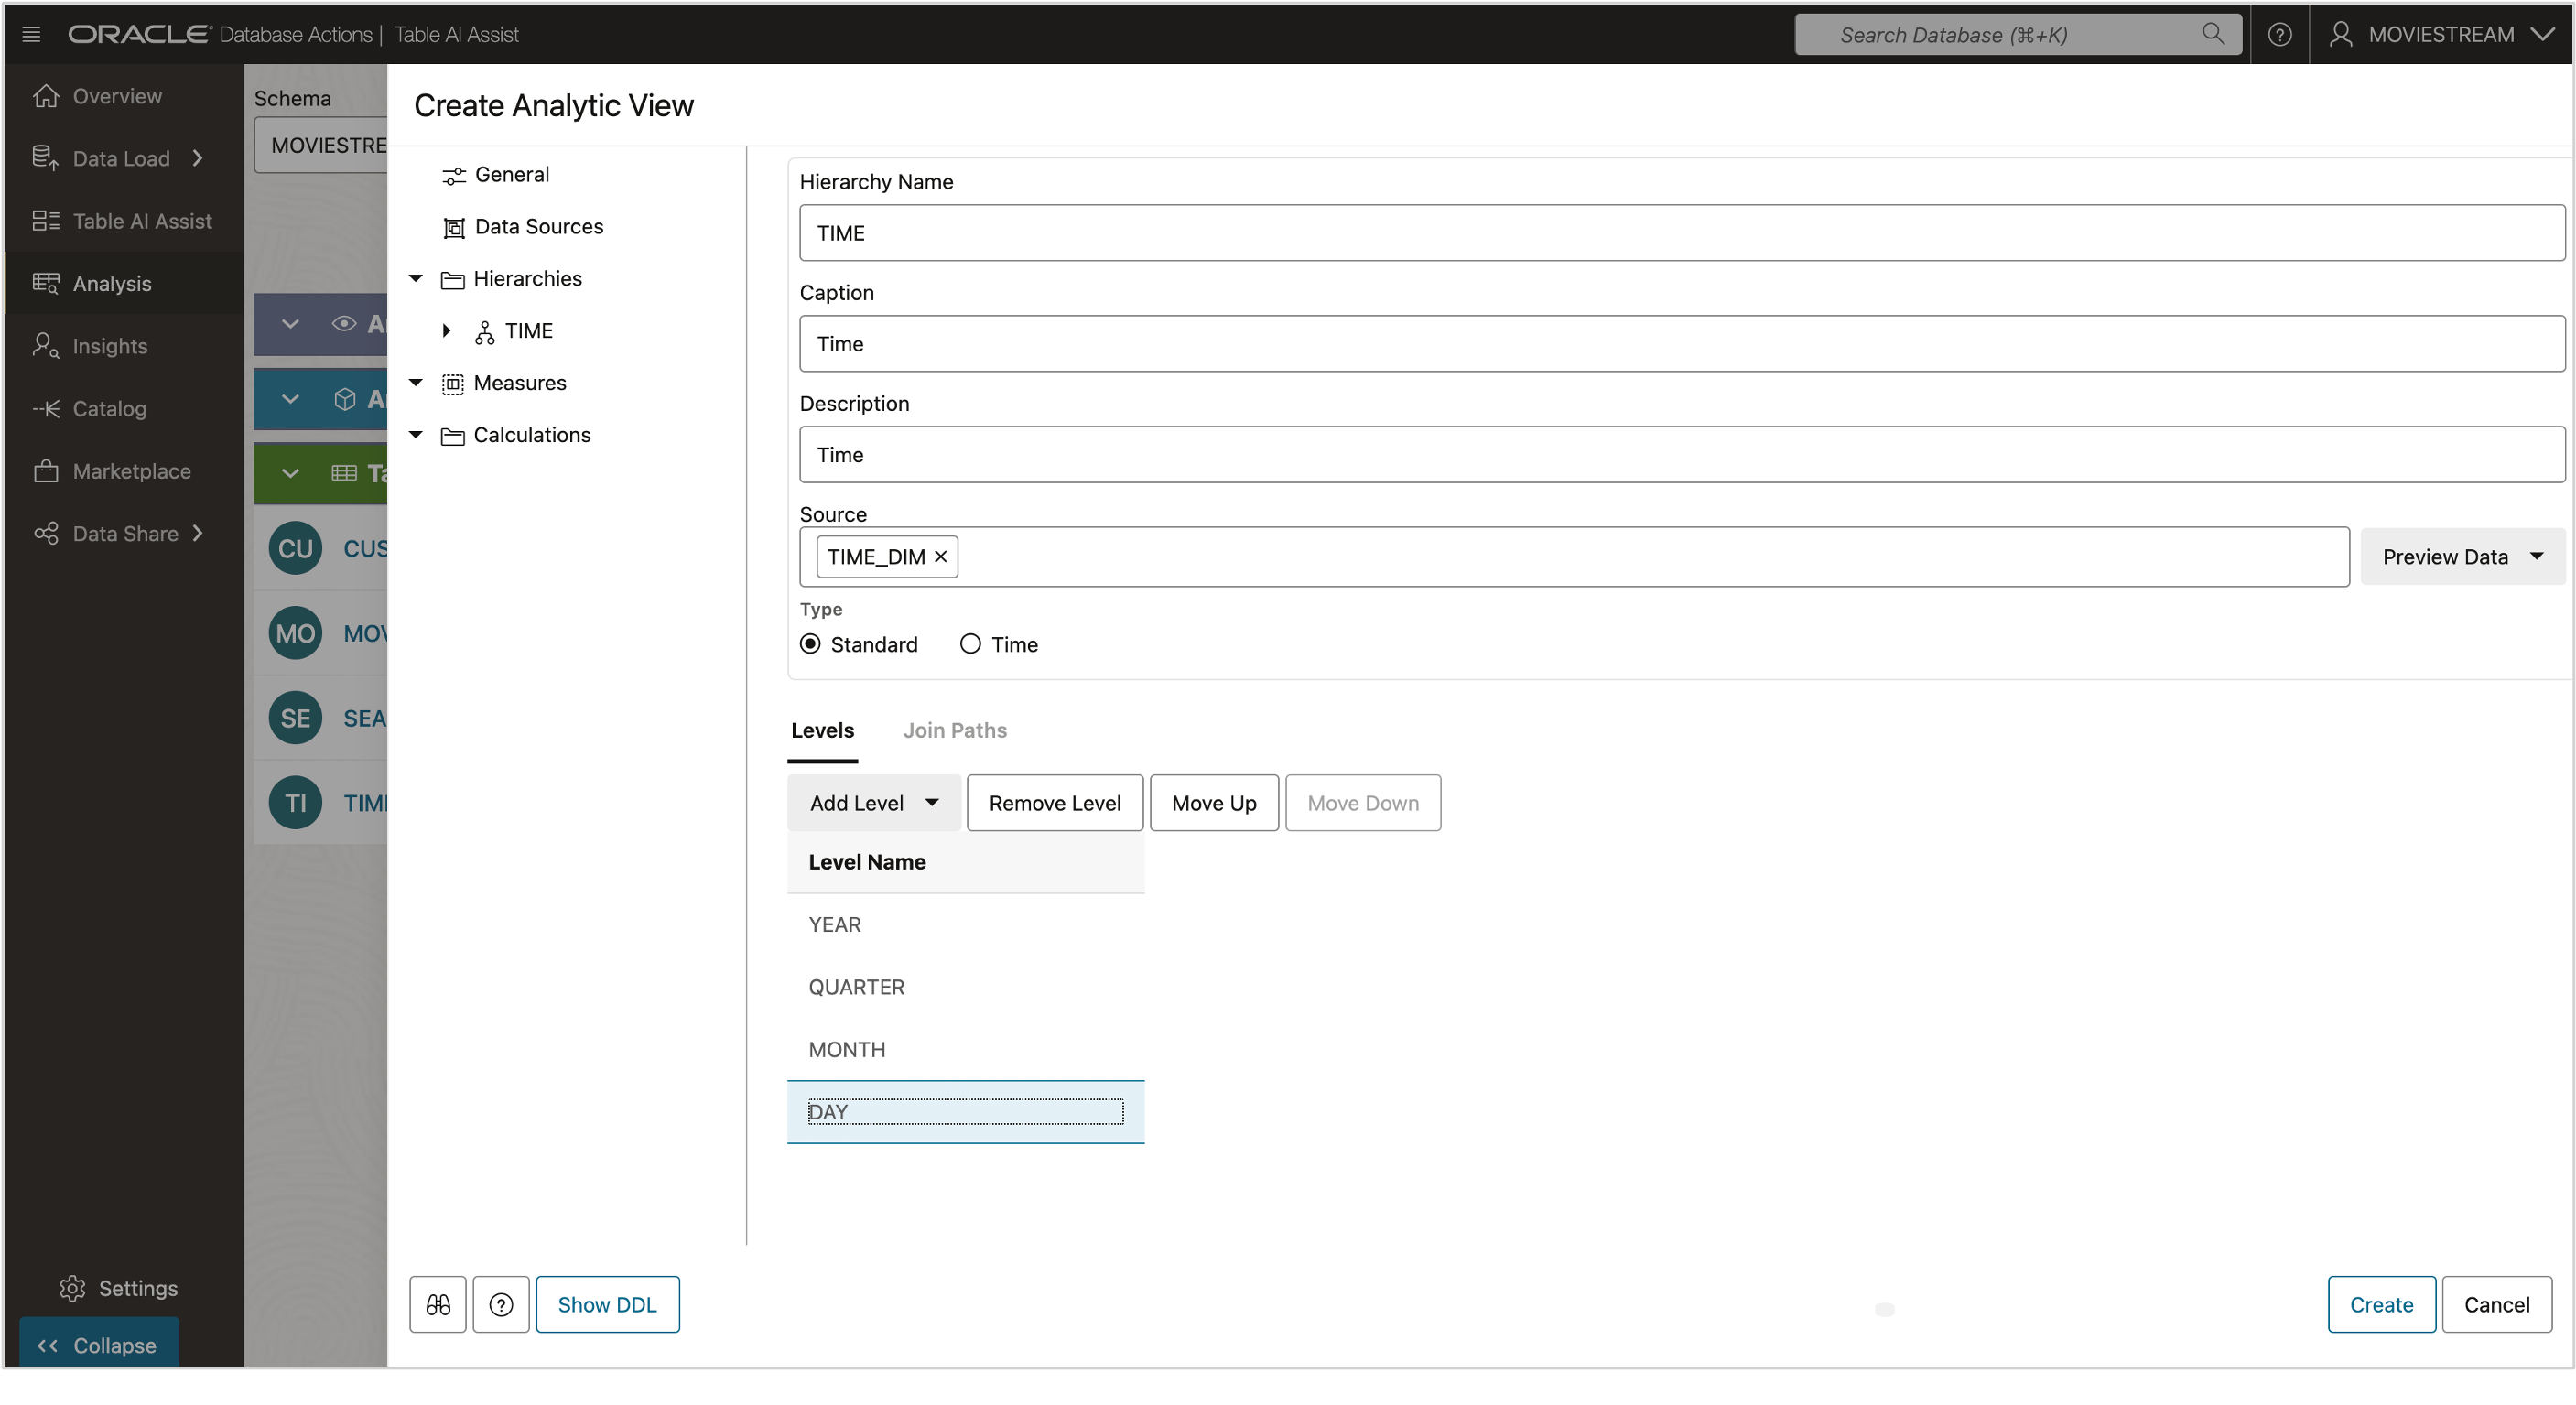 ORACLE Database Actions | Table AI Assist
Search Database (⌘+K)
MOVIESTREAM
Overview
Data Load
Table AI Assist
Analysis
Insights
Catalog
Marketplace
Data Share
Settings
Collapse
Schema
MOVIESTRE
CU CUS
MO MOV
SE SEA
TI TIM
Create Analytic View
General
Data Sources
Hierarchies
TIME
Measures
Calculations
Hierarchy Name
TIME
Caption
Time
Description
Time
Source
TIME_DIM
Preview Data
Type
Standard Time
Levels Join Paths
Add Level Remove Level Move Up Move Down
Level Name
YEAR
QUARTER
MONTH
DAY
Show DDL
Create Cancel